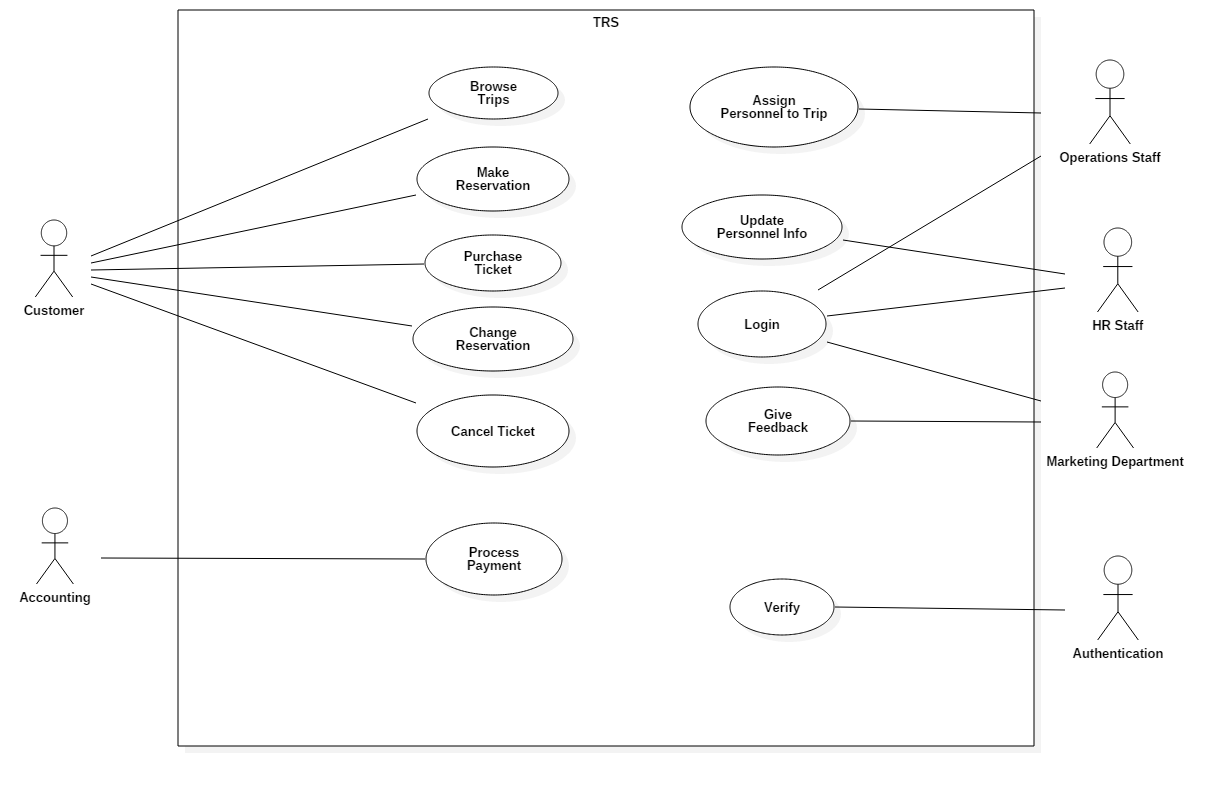 TRS
Browse
Trips
Make
Reservation
Purchase
Ticket
Change
Reservation
Cancel Ticket
Process
Payment
Assign
Personnel to Trip
Update
Personnel Info
Login
Give
Feedback
Verify
Customer
Accounting
Operations Staff
HR Staff
Marketing Department
Authentication